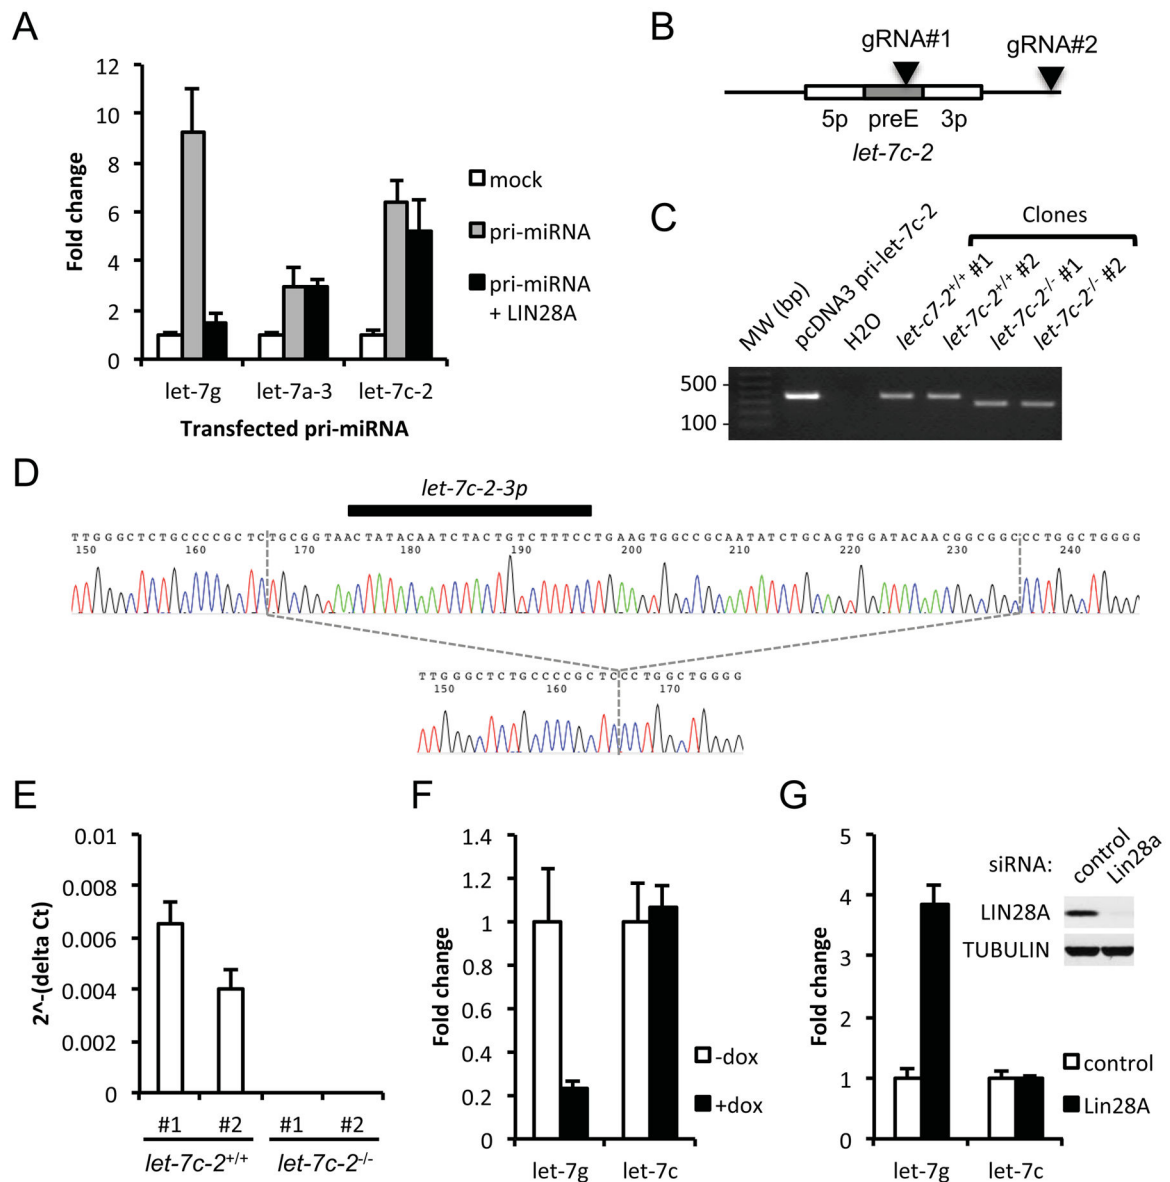 A
12
10
8
6
4
2
0
Fold change
mock
pri-miRNA
pri-miRNA
+ LIN28A
let-7g let-7a-3 let-7c-2
Transfected pri-miRNA
B
gRNA#1 gRNA#2
5p preE 3p
let-7c-2
C
Clones
MW (bp)
pcDNA3 pri-let-7c-2
H2O
let-c7-2+/+ #1
let-7c-2+/+ #2
let-7c-2-/- #1
let-7c-2-/- #2
500
100
D
let-7c-2-3p
TTGGGCTCTGCCCCGCTCTGCGGTAACTATACAATCTACTGTCTTTCCTGAAGTGGCCGCAATATCTGCAGTGGATACAACGGCGGGCCTGGCTGGGG
150 160 170 180 190 200 210 220 230 240
TTGGGCTCTGCCCCGCTCCCTGGCTGGGG
150 160 170
E
0.01
0.008
0.006
0.004
0.002
0
2^-(delta Ct)
#1 #2 #1 #2
let-7c-2+/+ let-7c-2-/-
F
1.4
1.2
1
0.8
0.6
0.4
0.2
0
Fold change
-dox
+dox
let-7g let-7c
G
5
4
3
2
1
0
Fold change
siRNA: control Lin28a
LIN28A
TUBULIN
control
Lin28A
let-7g let-7c